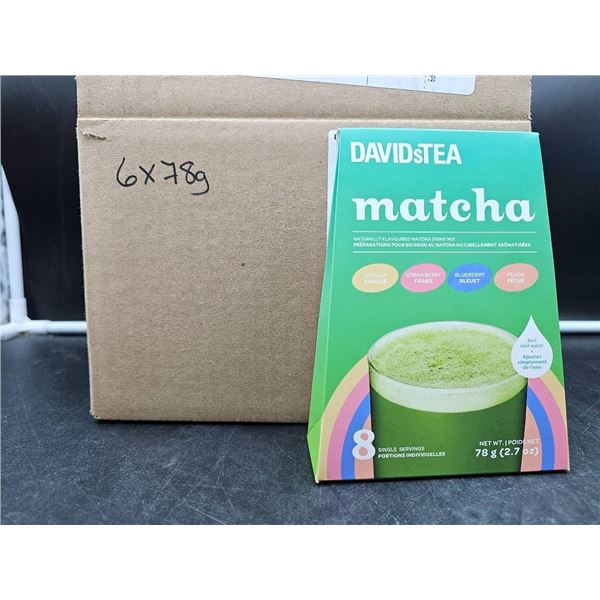 6x78g
DAVIDsTEA
matcha
NATURALLY FLAVOURED MATCHA DRINK MIX
PRÉPARATIONS POUR BOISSON AU MATCHA NATURELLEMENT AROMATISÉES
VANILLA
VANILLE
STRAWBERRY
FRAISE
BLUEBERRY
BLEUET
PEACH
PÊCHE
Just
add water
Ajoutez
simplement
de l'eau
8
SINGLE SERVINGS
PORTIONS INDIVIDUELLES
NET WT. | POIDS NET
78 g (2.7 oz)